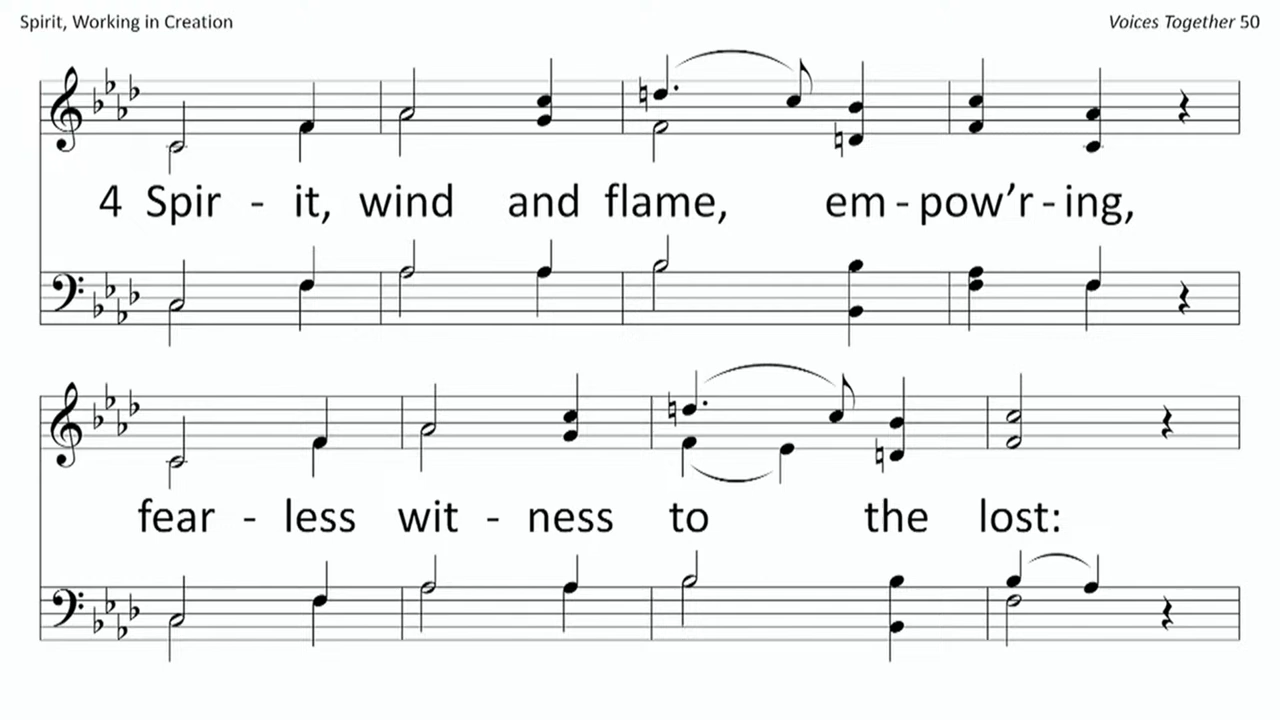 Spirit, Working in Creation
Voices Together 50
4 Spir - it, wind and flame, em - pow’r - ing,
fear - less wit - ness to the lost: